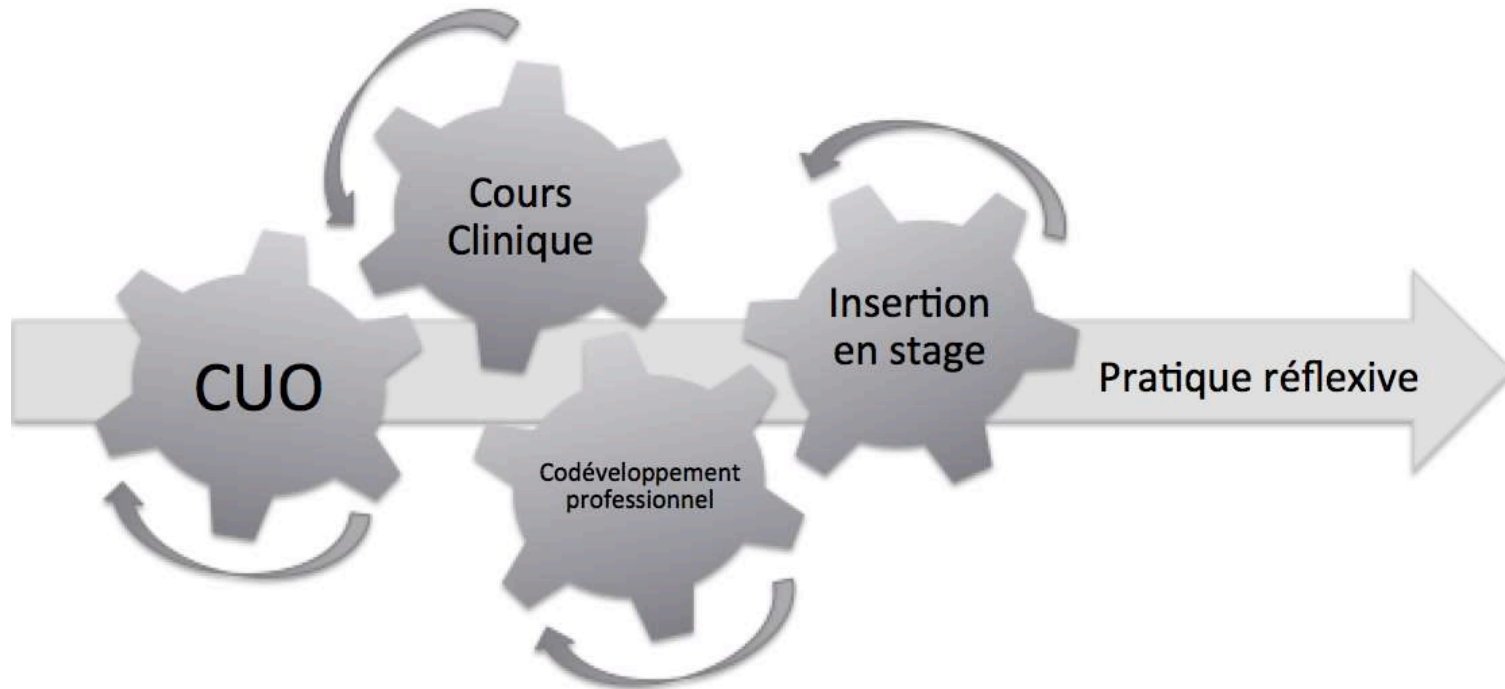 CUO
Cours
Clinique
Codéveloppement
professionnel
Insertion
en stage
Pratique réflexive